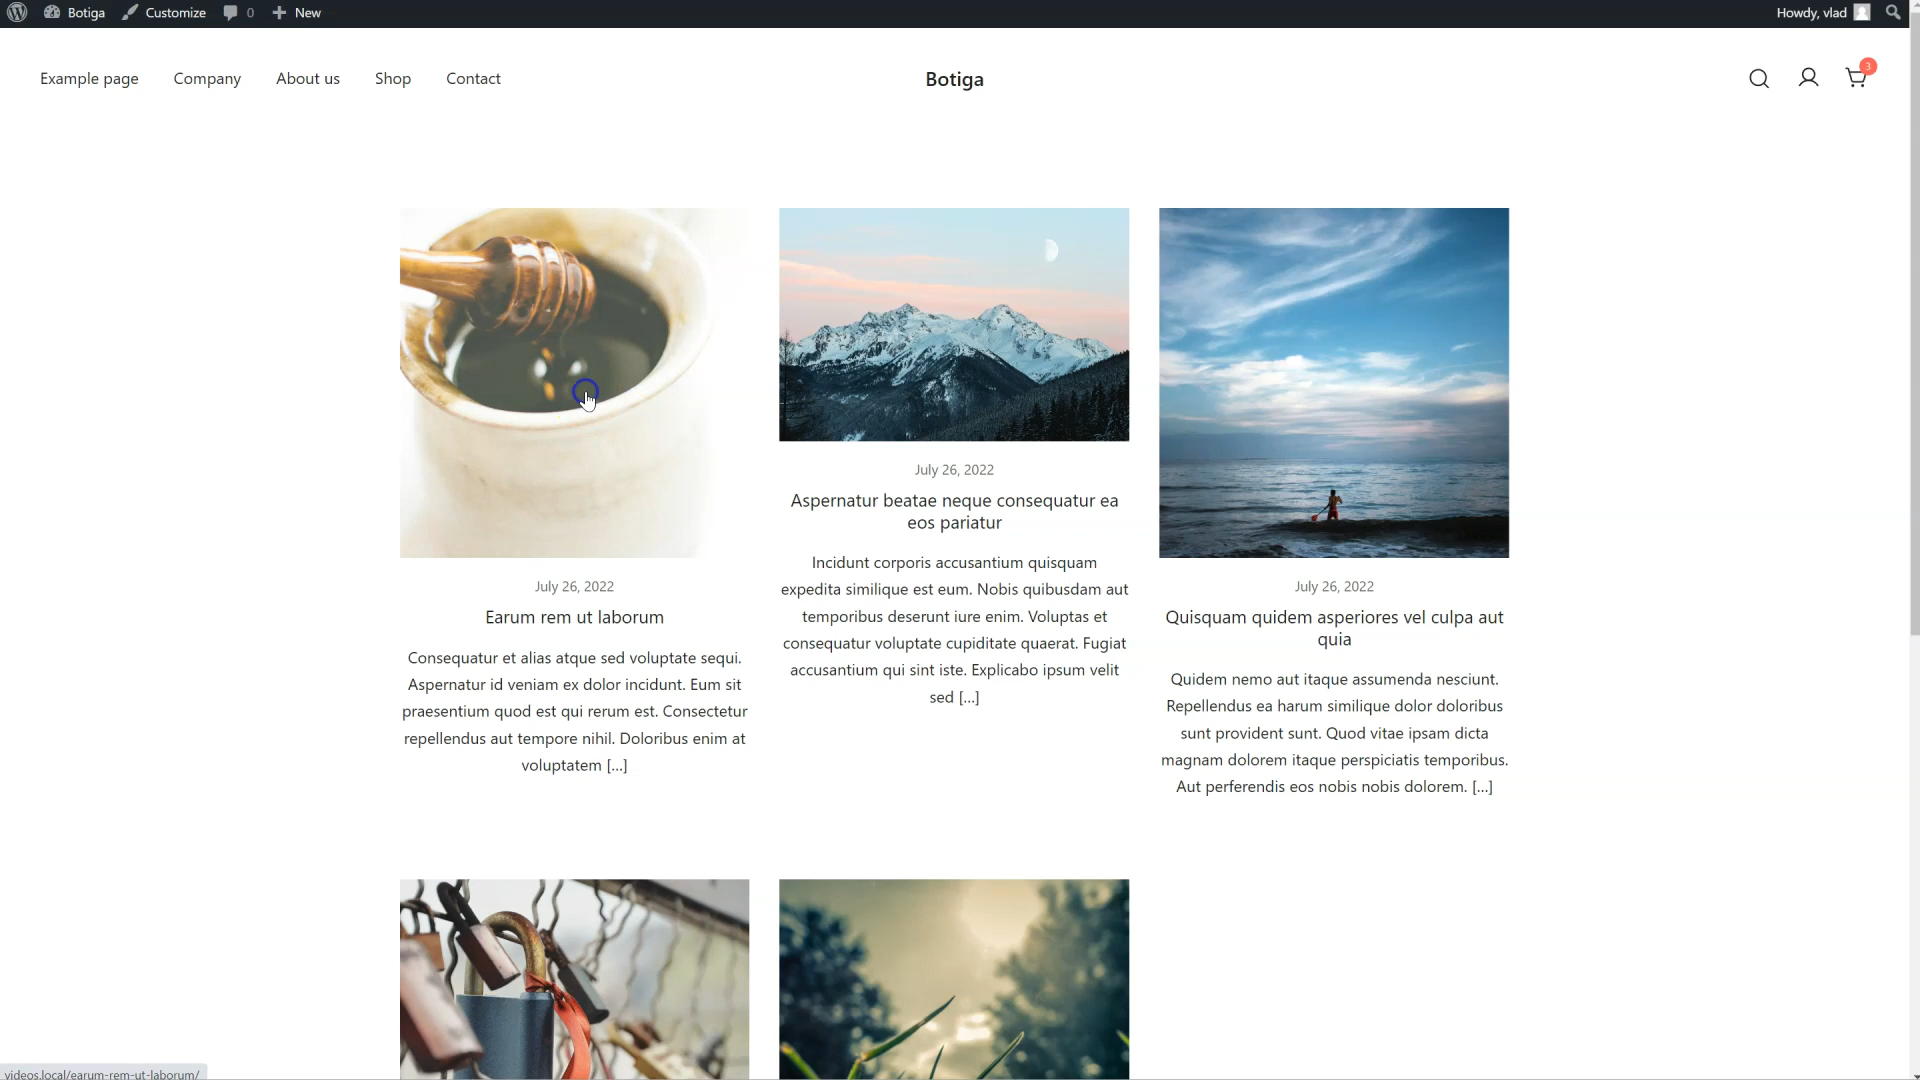 Botiga
Customize
0
New
Howdy, vlad
Example page
Company
About us
Shop
Contact
Botiga
3
July 26, 2022
Earum rem ut laborum
Consequatur et alias atque sed voluptate sequi.
Aspernatur id veniam ex dolor incidunt. Eum sit
praesentium quod est qui rerum est. Consectetur
repellendus aut tempore nihil. Doloribus enim at
voluptatem [...]
July 26, 2022
Aspernatur beatae neque consequatur ea
eos pariatur
Incidunt corporis accusantium quisquam
expedita similique est eum. Nobis quibusdam aut
temporibus deserunt iure enim. Voluptas et
consequatur voluptate cupiditate quaerat. Fugiat
accusantium qui sint iste. Explicabo ipsum velit
sed [...]
July 26, 2022
Quisquam quidem asperiores vel culpa aut
quia
Quidem nemo aut itaque assumenda nesciunt.
Repellendus ea harum similique dolor doloribus
sunt provident sunt. Quod vitae ipsam dicta
magnam dolorem itaque perspiciatis temporibus.
Aut perferendis eos nobis nobis dolorem. [...]
videos.local/earum-rem-ut-laborum/